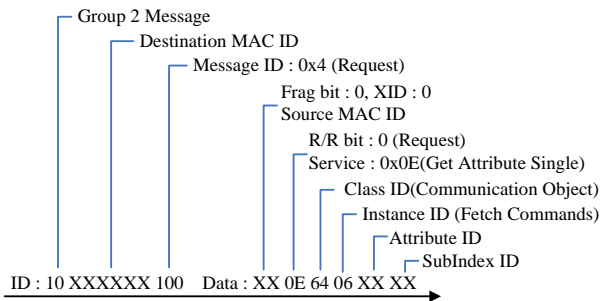 Group 2 Message
Destination MAC ID
Message ID : 0x4 (Request)
Frag bit : 0, XID : 0
Source MAC ID
R/R bit : 0 (Request)
Service : 0x0E(Get Attribute Single)
Class ID(Communication Object)
Instance ID (Fetch Commands)
Attribute ID
SubIndex ID
ID : 10 XXXXXX 100 Data : XX 0E 64 06 XX XX